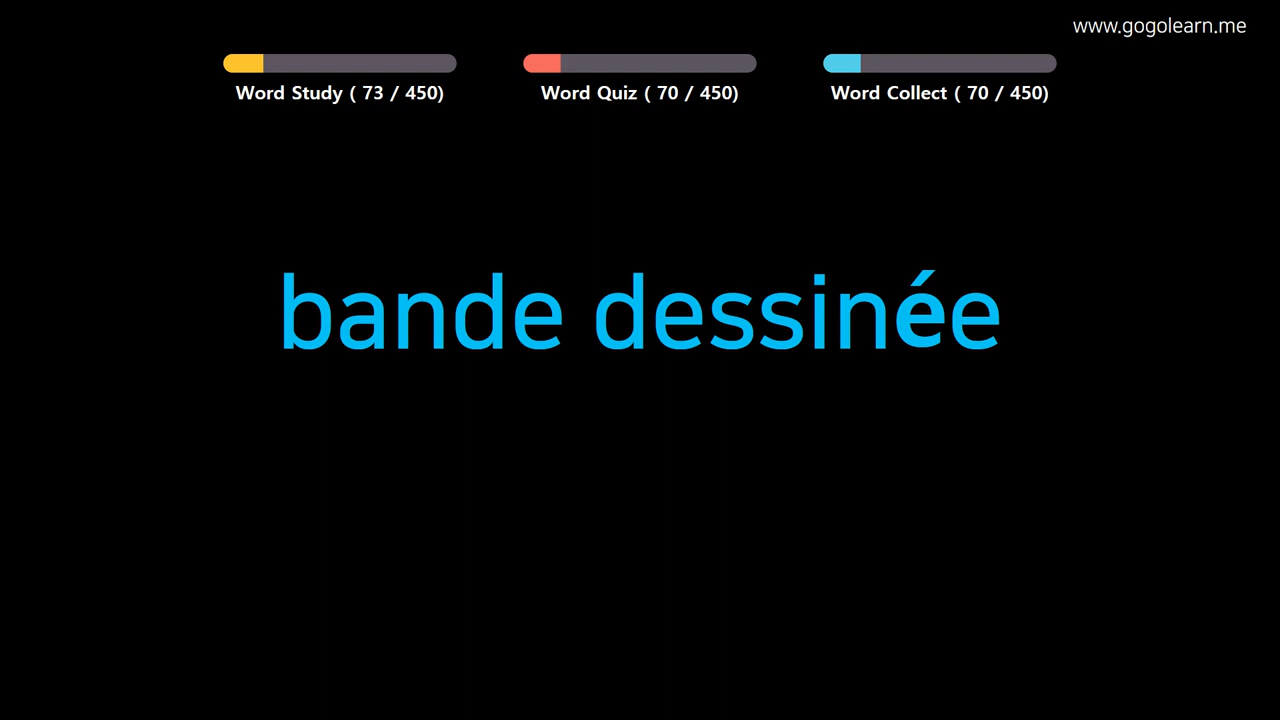 www.gogolearn.me
Word Study ( 73 / 450)
Word Quiz ( 70 / 450)
Word Collect ( 70 / 450)
bande dessinée